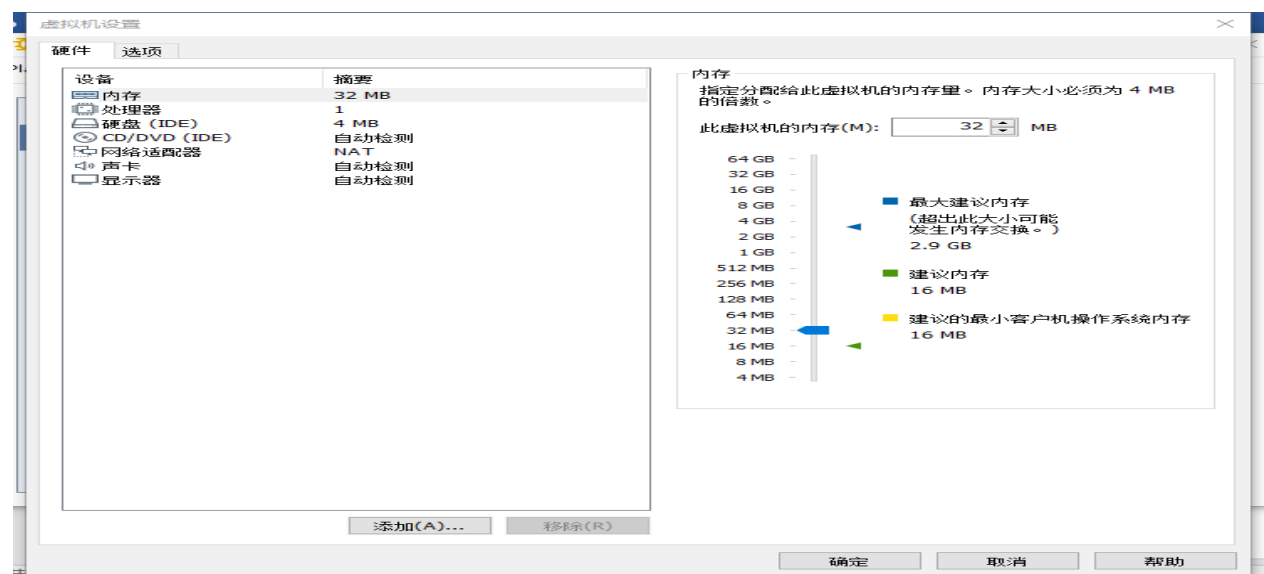 虚拟机设置
硬件 选项
设备 摘要
内存 32 MB
处理器 1
硬盘 (IDE) 4 MB
CD/DVD (IDE) 自动检测
网络适配器 NAT
声卡 自动检测
显示器 自动检测
添加(A)... 移除(R)
内存
指定分配给此虚拟机的内存量。内存大小必须为 4 MB
的倍数。
此虚拟机的内存(M): 32 MB
64 GB
32 GB
16 GB
8 GB
4 GB
2 GB
1 GB
512 MB
256 MB
128 MB
64 MB
32 MB
16 MB
8 MB
4 MB
最大建议内存
(超出此大小可能
发生内存交换。)
2.9 GB
建议内存
16 MB
建议的最小客户机操作系统内存
16 MB
确定 取消 帮助